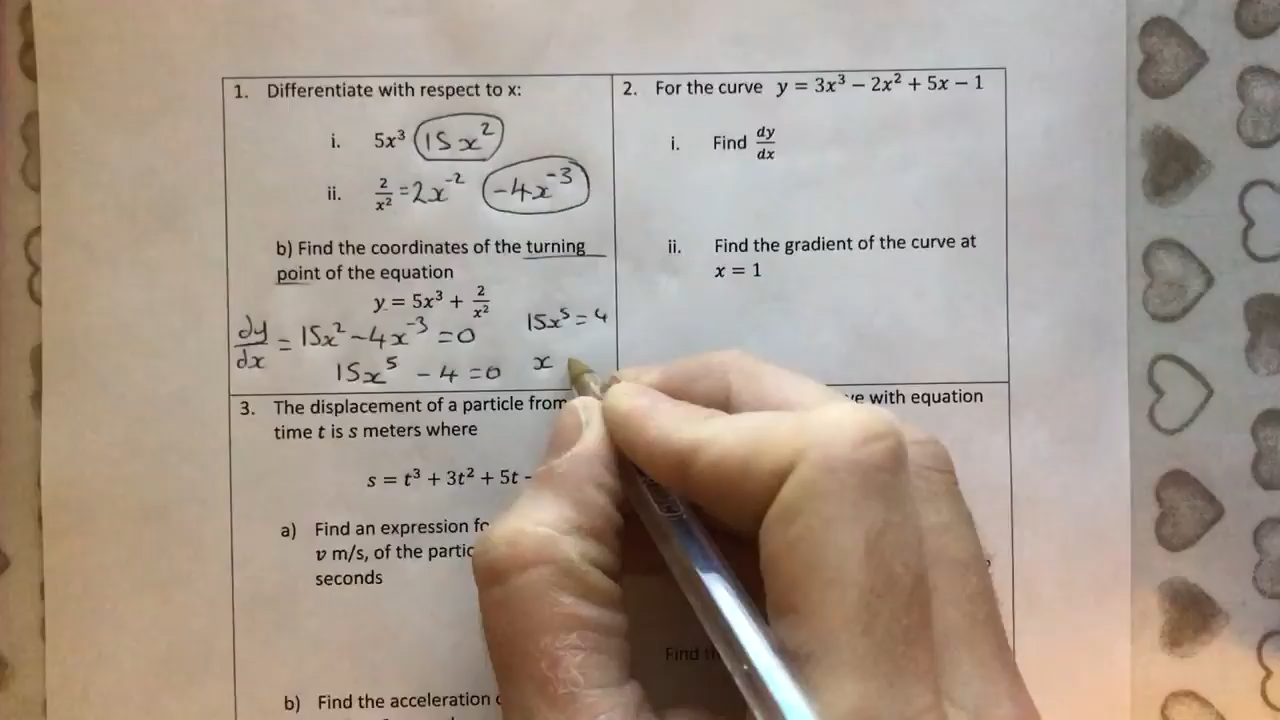 1. Differentiate with respect to x:
i. 5x³ 15x²
ii. 2/x² = 2x⁻² -4x⁻³
b) Find the coordinates of the turning
point of the equation
y = 5x³ + 2/x²
dy/dx = 15x² - 4x⁻³ = 0
15x⁵ - 4 = 0
15x⁵ = 4
x
2. For the curve y = 3x³ − 2x² + 5x − 1
i. Find dy/dx
ii. Find the gradient of the curve at
x = 1
3. The displacement of a particle from
time t is s meters where
s = t³ + 3t² + 5t -
a) Find an expression
v m/s, of the
seconds
b) Find the acceleration
with equation
Find